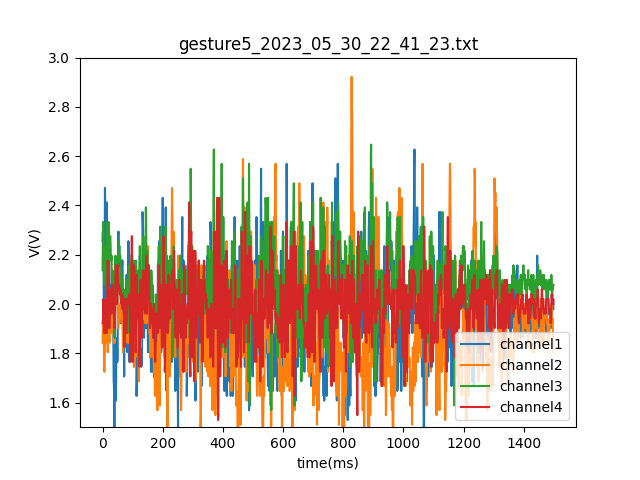 gesture5_2023_05_30_22_41_23.txt
3.0
2.8
2.6
2.4
2.2
2.0
1.8
1.6
V(V)
channel1
channel2
channel3
channel4
0 200 400 600 800 1000 1200 1400
time(ms)